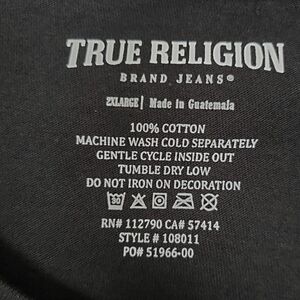 TRUE RELIGION
BRAND JEANS®
2XLARGE | Made in Guatemala
100% COTTON
MACHINE WASH COLD SEPARATELY
GENTLE CYCLE INSIDE OUT
TUMBLE DRY LOW
DO NOT IRON ON DECORATION
30
RN# 112790 CA# 57414
STYLE # 108011
PO# 51966-00